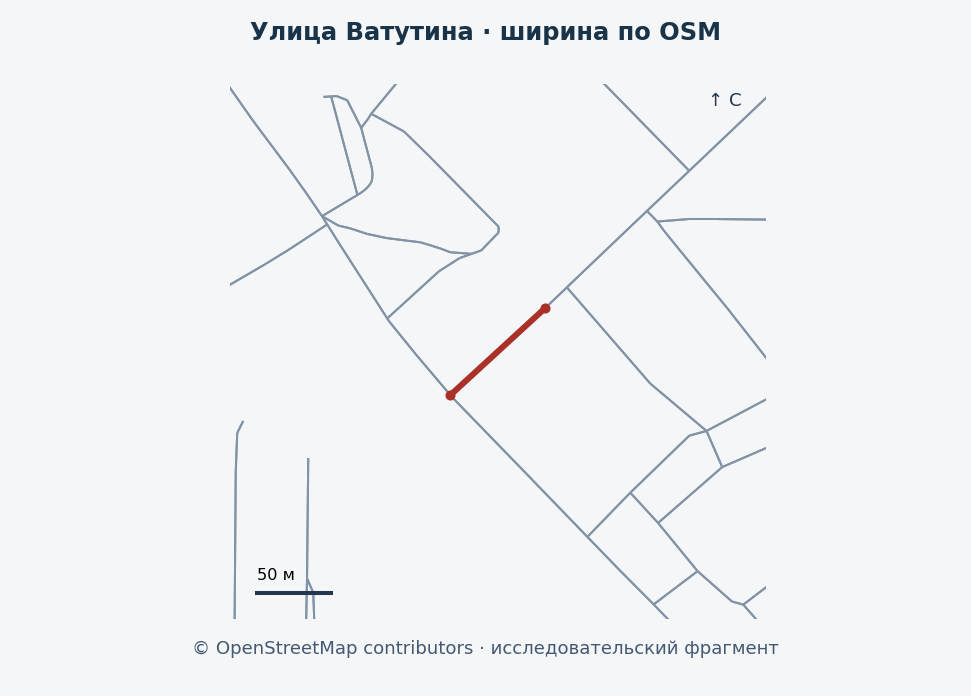 Улица Ватутина · ширина по OSM
↑ С
50 м
© OpenStreetMap contributors · исследовательский фрагмент